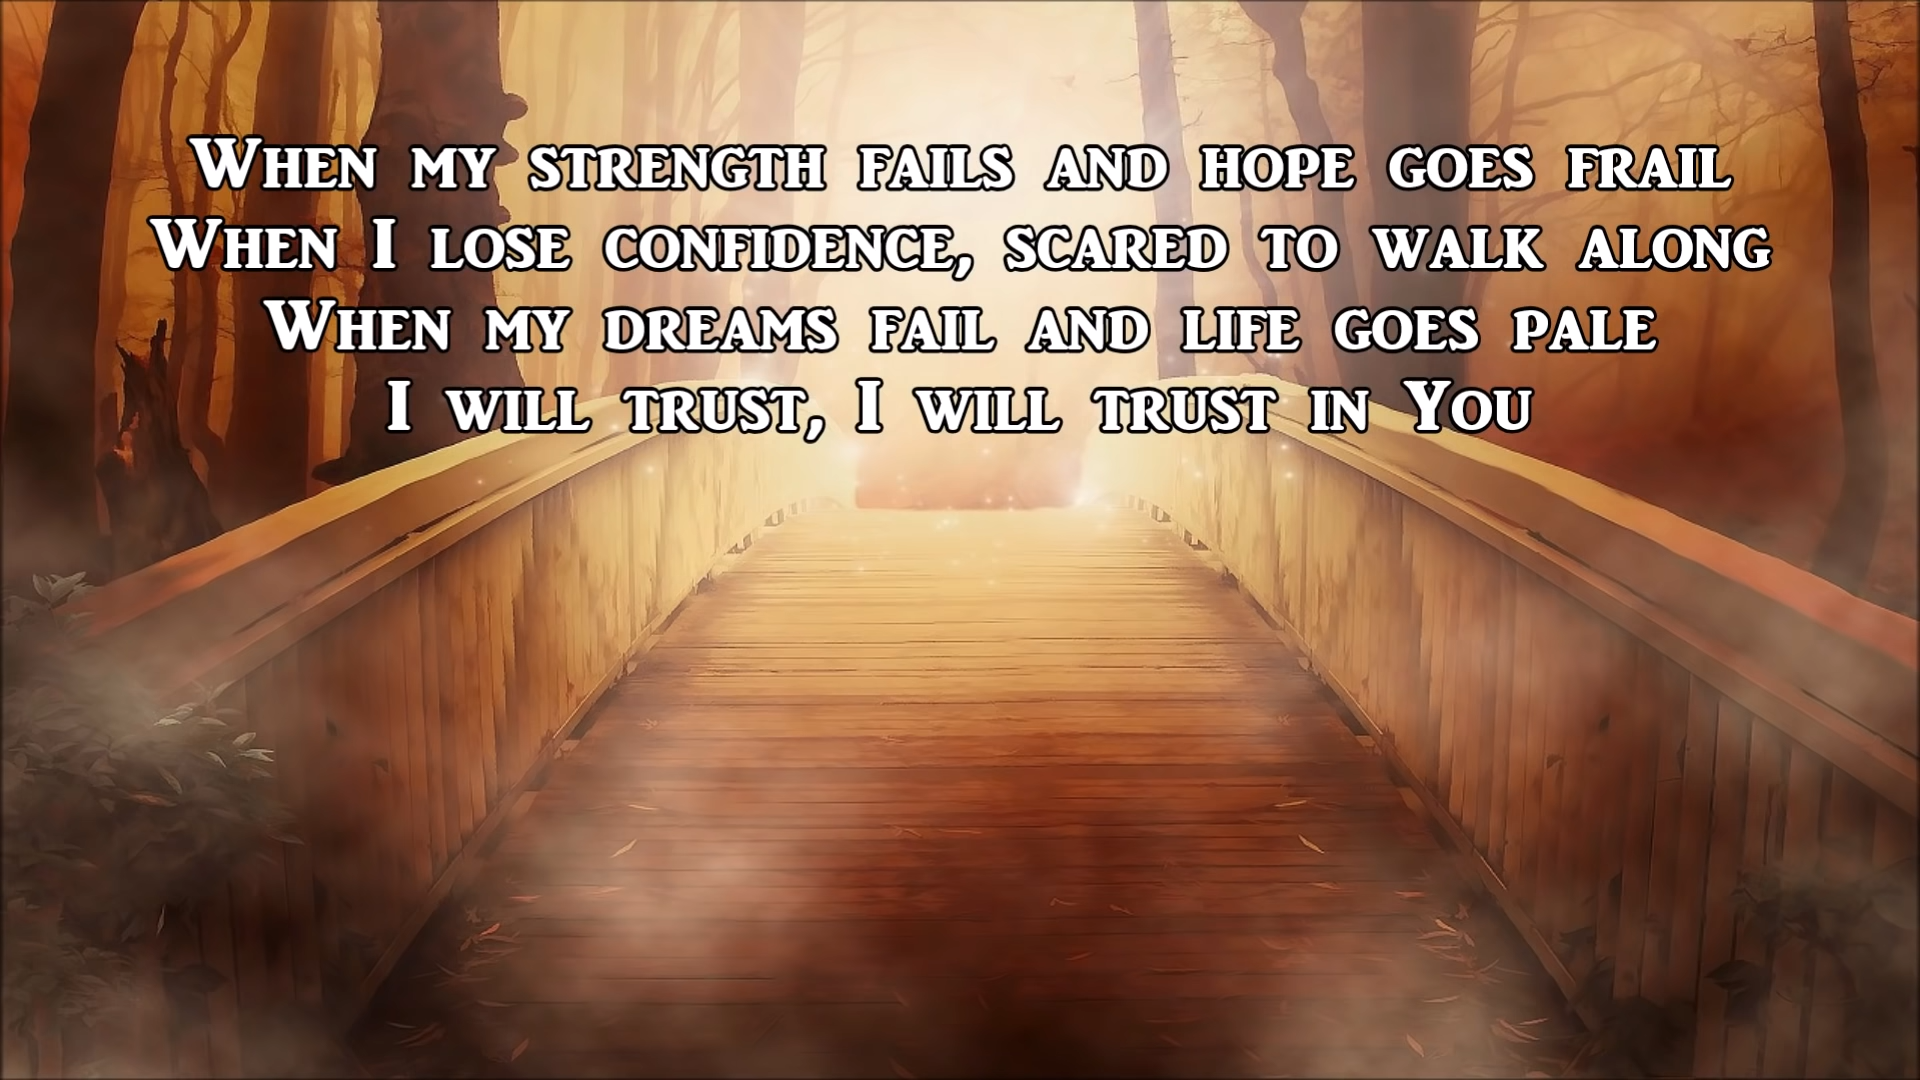 When my strength fails and hope goes frail
When I lose confidence, scared to walk along
When my dreams fail and life goes pale
I will trust, I will trust in You